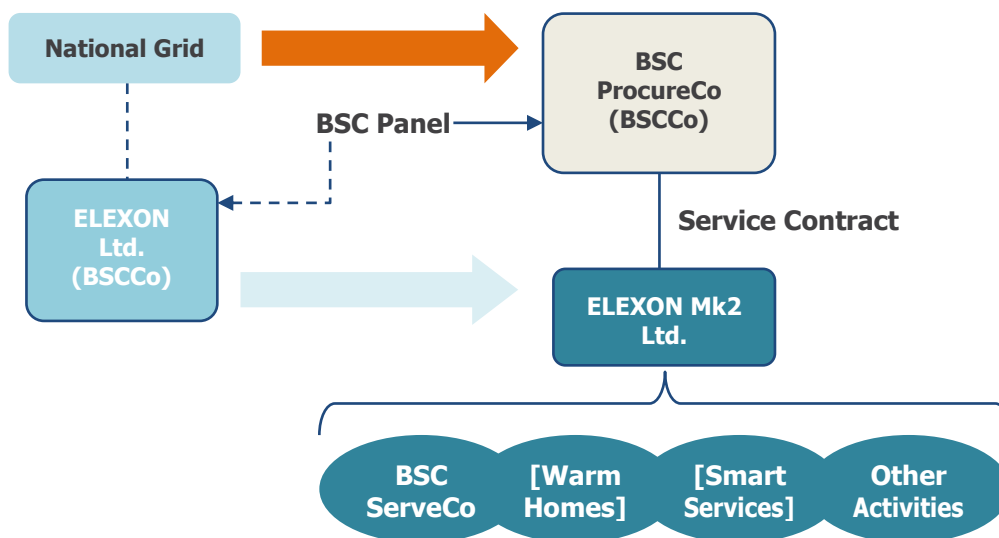 National Grid
BSC
ProcureCo
(BSCCo)
BSC Panel
ELEXON
Ltd.
(BSCCo)
Service Contract
ELEXON Mk2
Ltd.
BSC
ServeCo
[Warm
Homes]
[Smart
Services]
Other
Activities